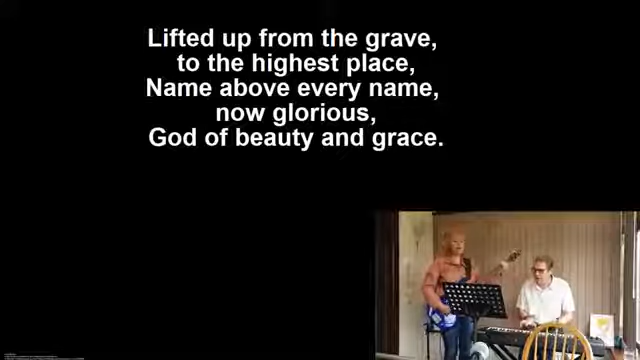 Lifted up from the grave,
to the highest place,
Name above every name,
now glorious,
God of beauty and grace.